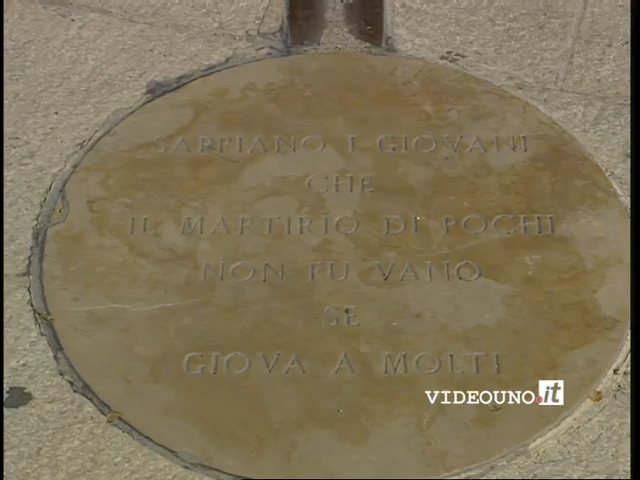 SAPPIANO I GIOVANI
CHE
IL MARTIRIO DI POCHI
NON FU VANO
SE
GIOVA A MOLTI
VIDEOUNO.it